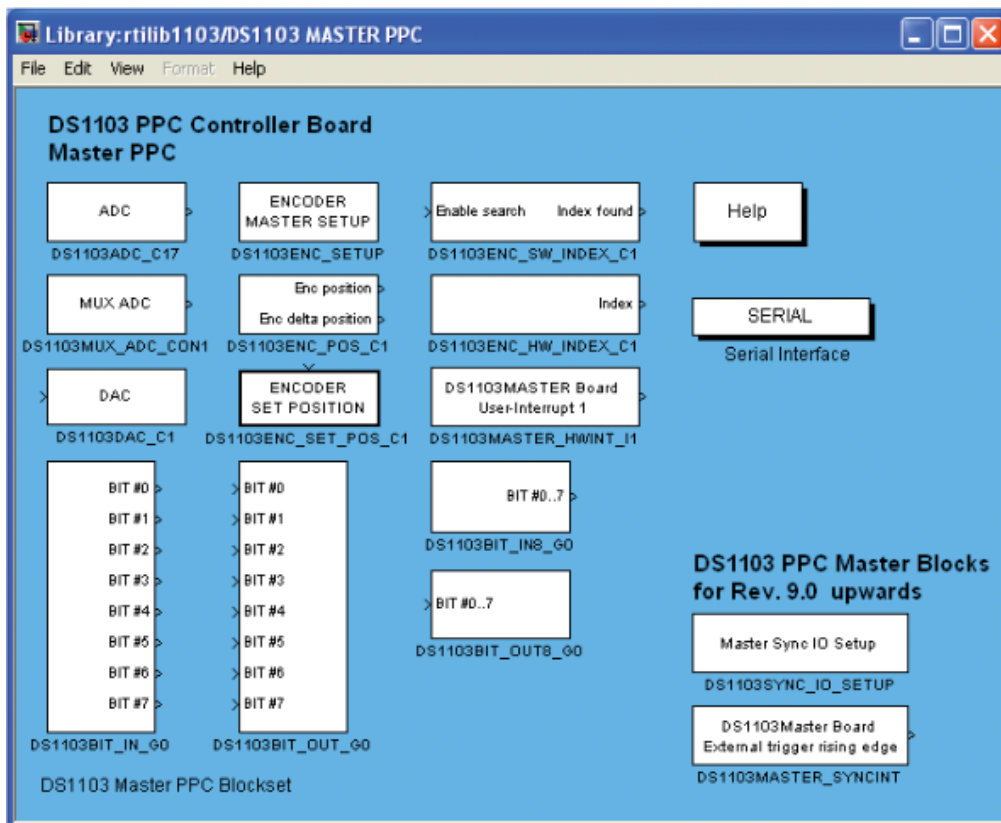 Library:rtilib1103/DS1103 MASTER PPC
File Edit View Format Help
DS1103 PPC Controller Board
Master PPC
ADC
DS1103ADC_C17
ENCODER
MASTER SETUP
DS1103ENC_SETUP
Enable search Index found
DS1103ENC_SW_INDEX_C1
Help
MUX ADC
DS1103MUX_ADC_CON1
Enc position
Enc delta position
DS1103ENC_POS_C1
Index
DS1103ENC_HW_INDEX_C1
SERIAL
Serial Interface
DAC
DS1103DAC_C1
ENCODER
SET POSITION
DS1103ENC_SET_POS_C1
DS1103MASTER Board
User-Interrupt 1
DS1103MASTER_HWINT_I1
BIT #0
BIT #1
BIT #2
BIT #3
BIT #4
BIT #5
BIT #6
BIT #7
DS1103BIT_IN_G0
BIT #0
BIT #1
BIT #2
BIT #3
BIT #4
BIT #5
BIT #6
BIT #7
DS1103BIT_OUT_G0
BIT #0..7
DS1103BIT_IN8_G0
BIT #0..7
DS1103BIT_OUT8_G0
DS1103 PPC Master Blocks
for Rev. 9.0 upwards
Master Sync IO Setup
DS1103SYNC_IO_SETUP
DS1103Master Board
External trigger rising edge
DS1103MASTER_SYNCINT
DS1103 Master PPC Blockset